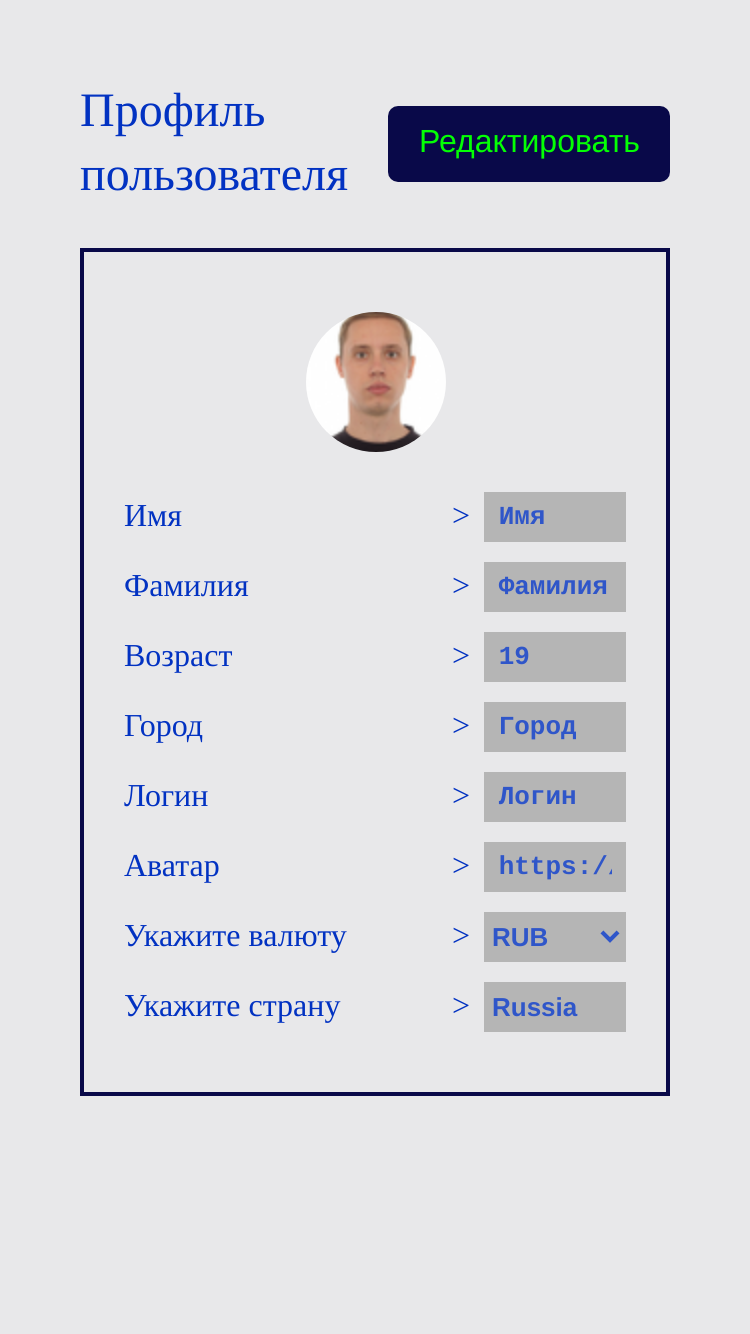 Профиль
пользователя
Редактировать
Имя > Имя
Фамилия > Фамилия
Возраст > 19
Город > Город
Логин > Логин
Аватар > https:/
Укажите валюту > RUB
Укажите страну > Russia